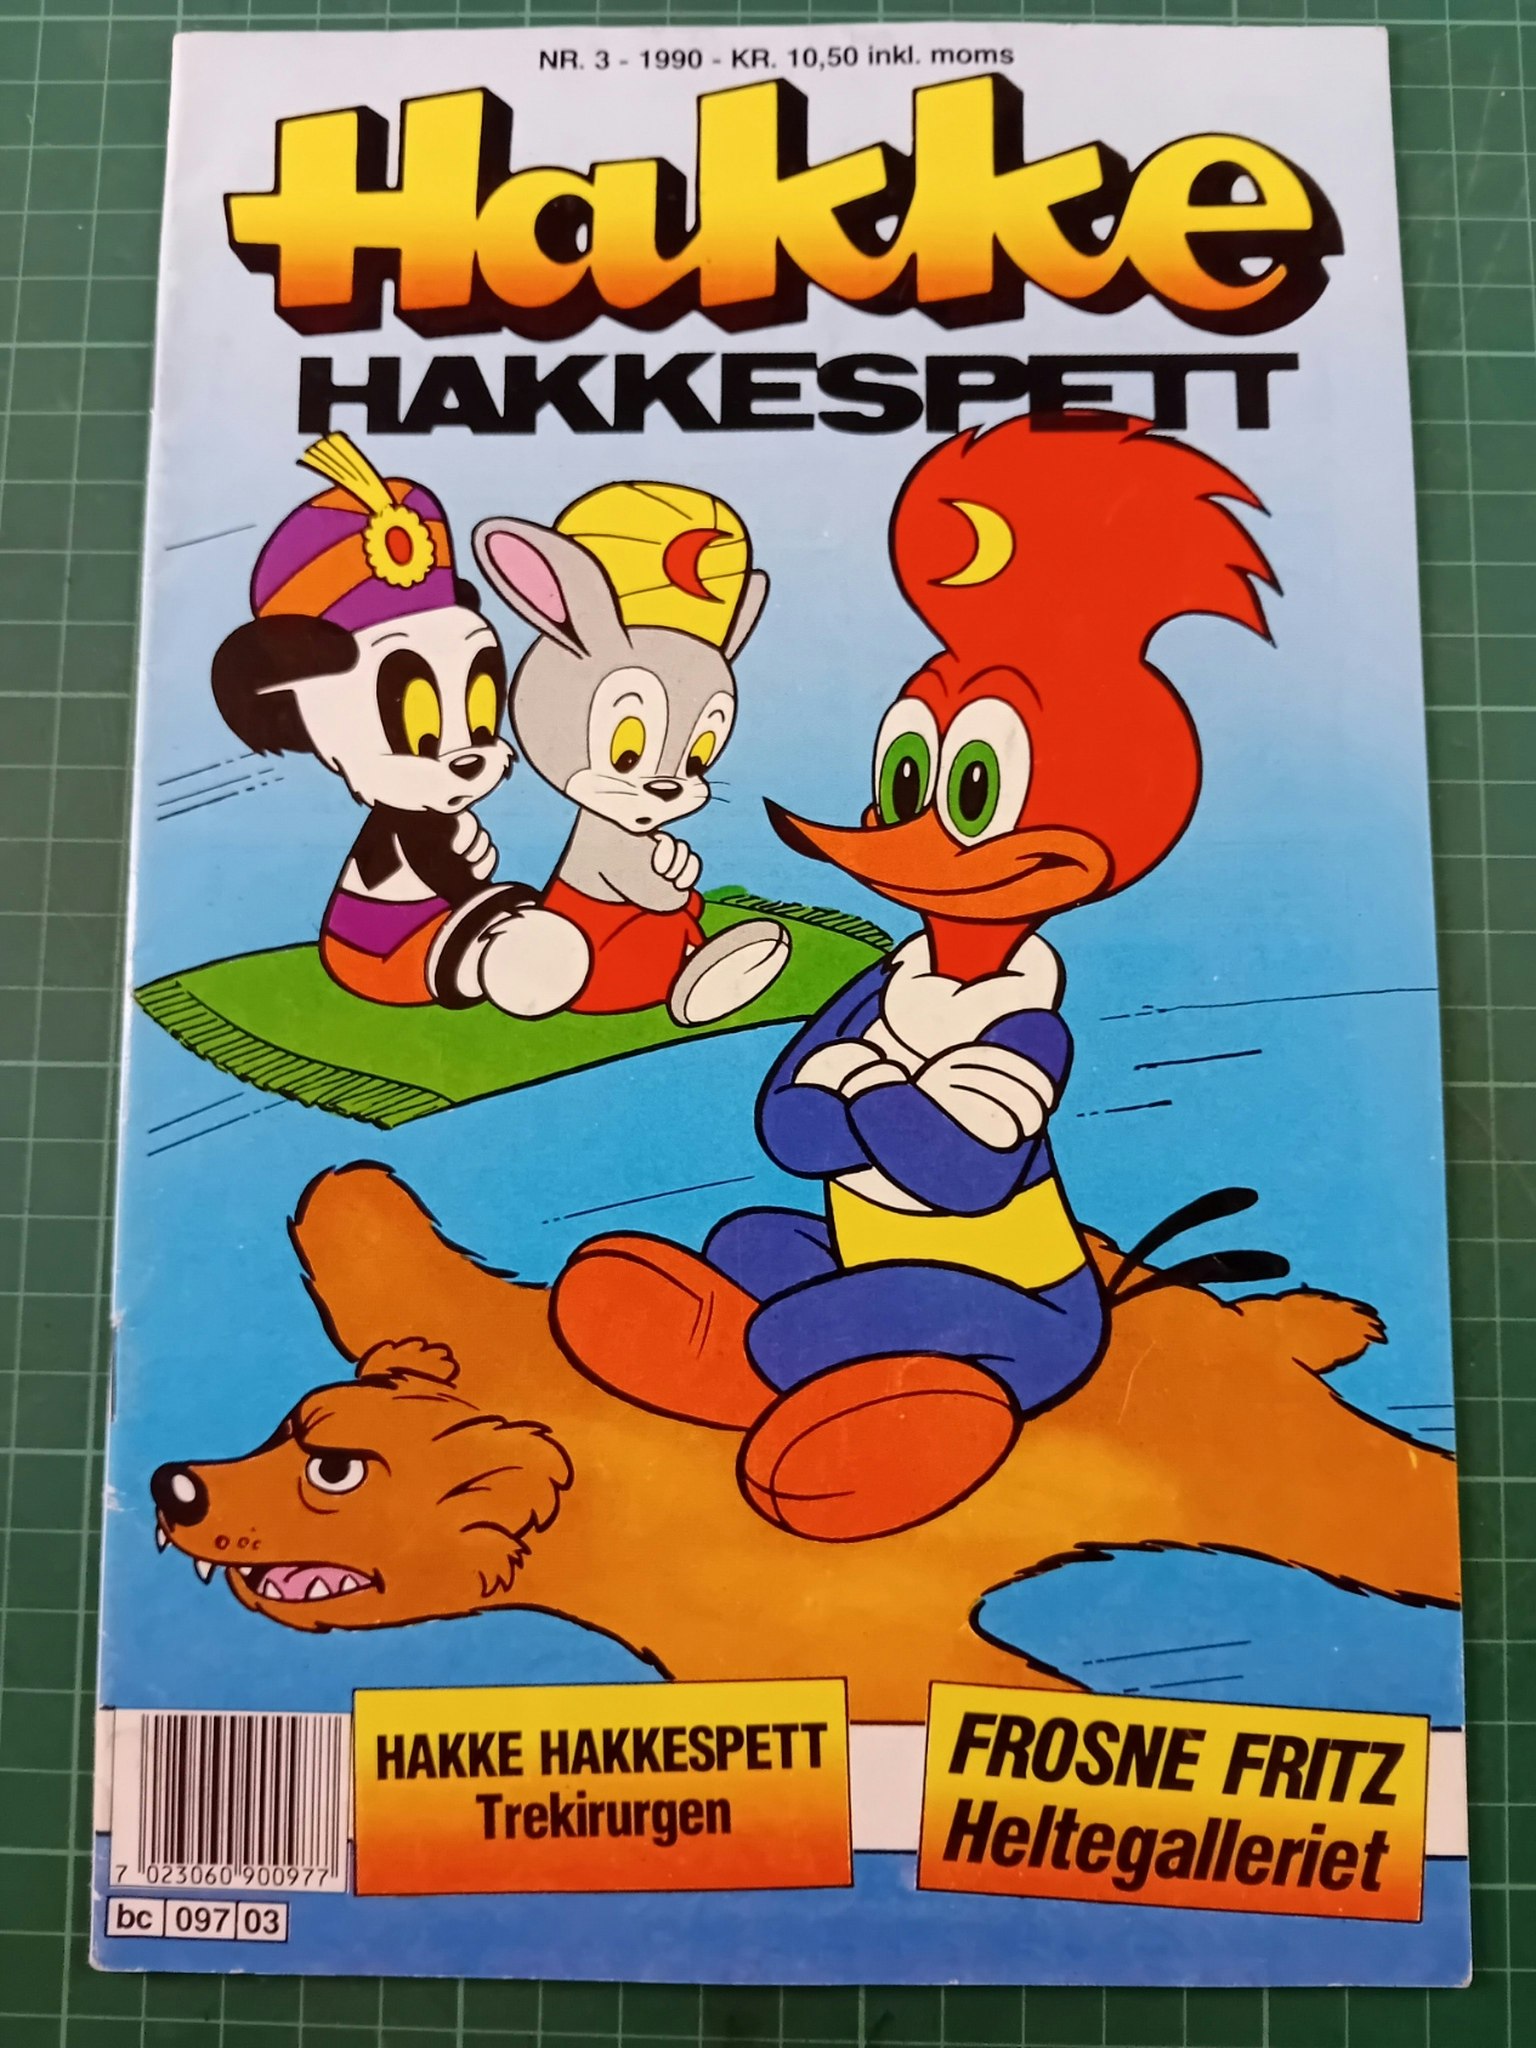 NR. 3 - 1990 - KR. 10,50 inkl. moms
Hakke
HAKKESPETT
HAKKE HAKKESPETT
Trekirurgen
FROSNE FRITZ
Heltegalleriet
7 023060 900977
bc 097 03